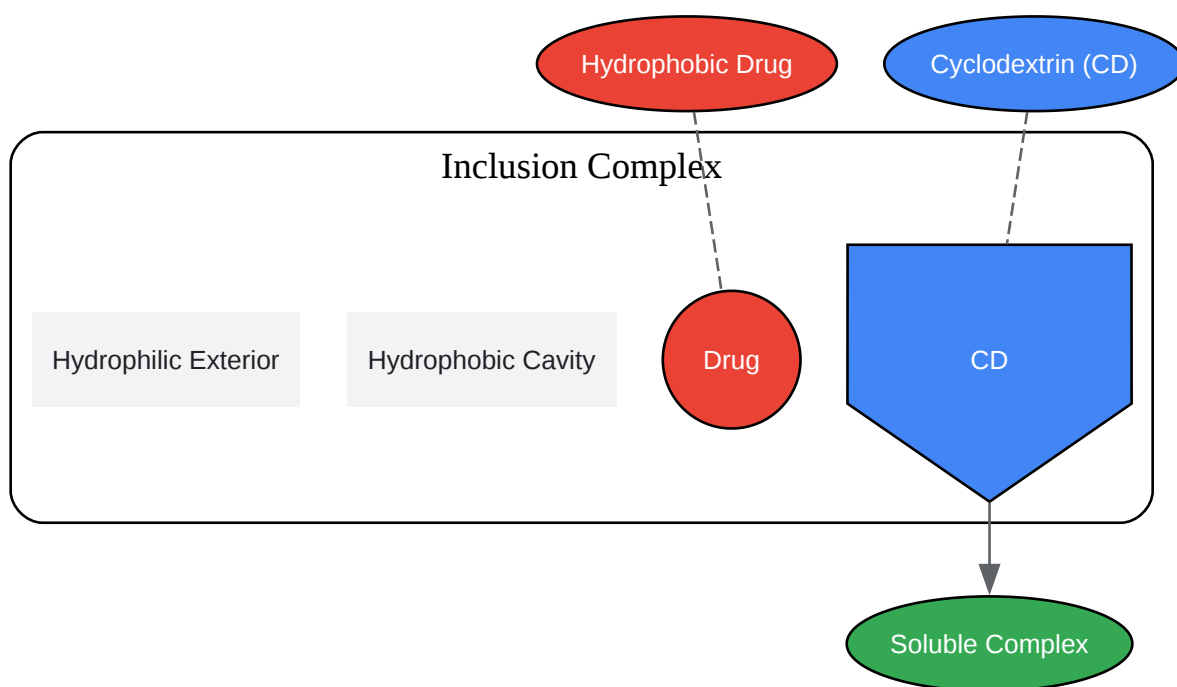 Hydrophobic Drug
Cyclodextrin (CD)
Inclusion Complex
Hydrophilic Exterior
Hydrophobic Cavity
Drug
CD
Soluble Complex